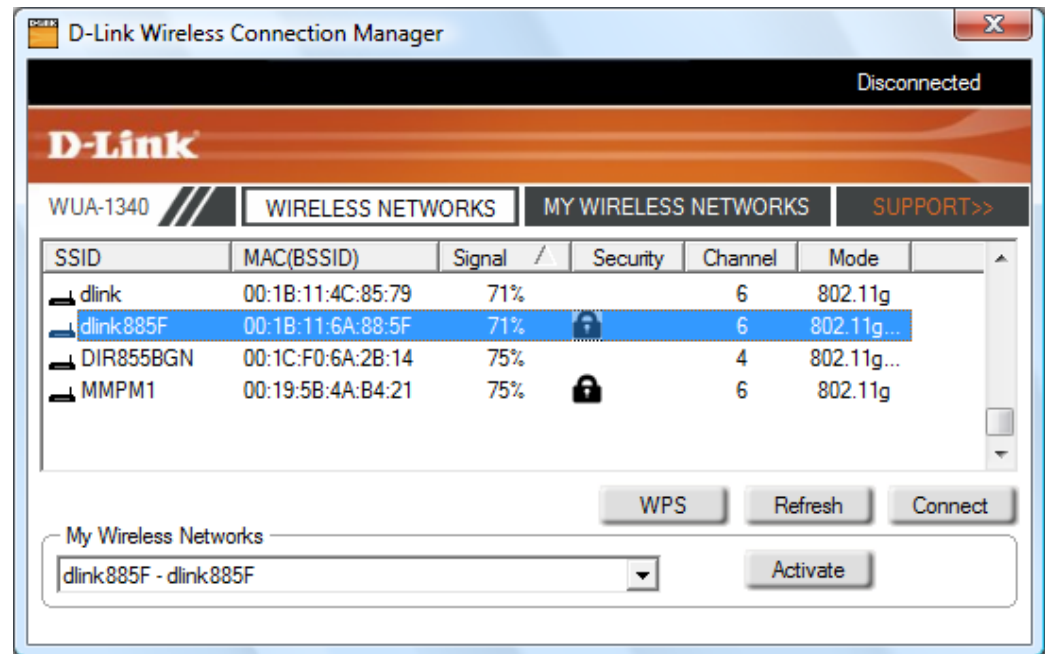 D-Link Wireless Connection Manager
Disconnected
D-Link
WUA-1340 WIRELESS NETWORKS MY WIRELESS NETWORKS SUPPORT>>
SSID MAC(BSSID) Signal Security Channel Mode
dlink 00:1B:11:4C:85:79 71% 6 802.11g
dlink885F 00:1B:11:6A:88:5F 71% 6 802.11g...
DIR855BGN 00:1C:F0:6A:2B:14 75% 4 802.11g...
MMPM1 00:19:5B:4A:B4:21 75% 6 802.11g
WPS Refresh Connect
My Wireless Networks
dlink885F - dlink885F Activate